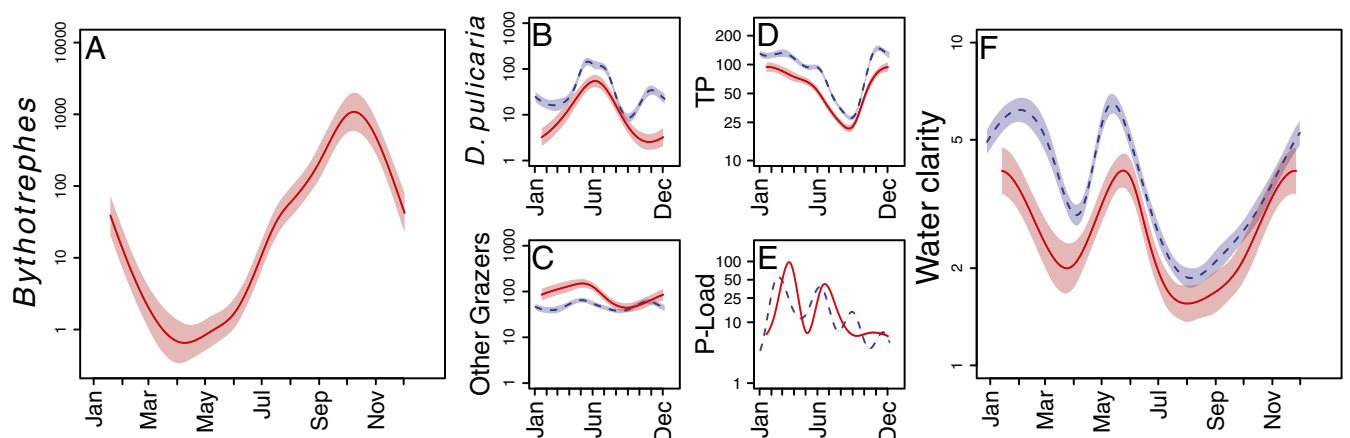 A
Bythotrephes
10000
10000
100
10
1
Jan
Mar
May
Jul
Sep
Nov
B
D. pulicaria
1000
100
10
1
Jan
Jun
Dec
C
Other Grazers
1000
100
10
1
Jan
Jun
Dec
D
TP
200
100
50
25
10
Jan
Jun
Dec
E
P-Load
100
50
25
10
1
Jan
Jun
Dec
F
Water clarity
10
5
2
1
Jan
Mar
May
Jul
Sep
Nov